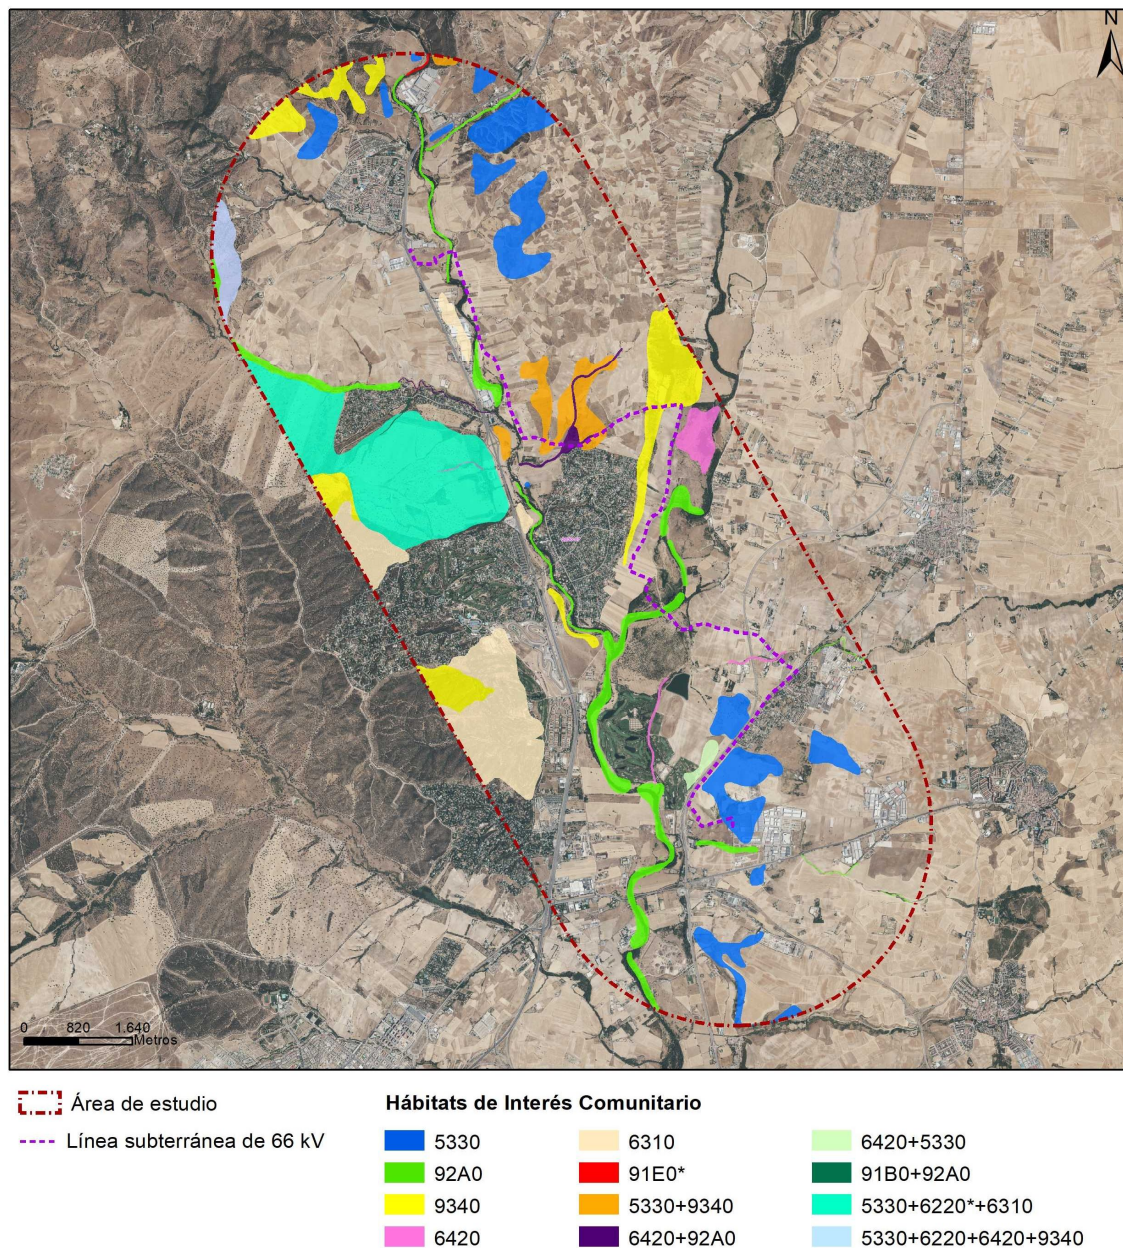 N
0 820 1.640
Metros
Área de estudio
Línea subterránea de 66 kV
Hábitats de Interés Comunitario
5330
92A0
9340
6420
6310
91E0*
5330+9340
6420+92A0
6420+5330
91B0+92A0
5330+6220*+6310
5330+6220+6420+9340